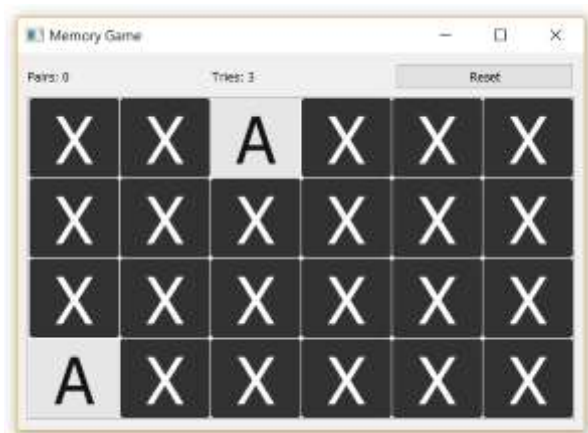 Memory Game
Pairs: 0 Tries: 3 Reset
X X A X X X
X X X X X X
X X X X X X
A X X X X X